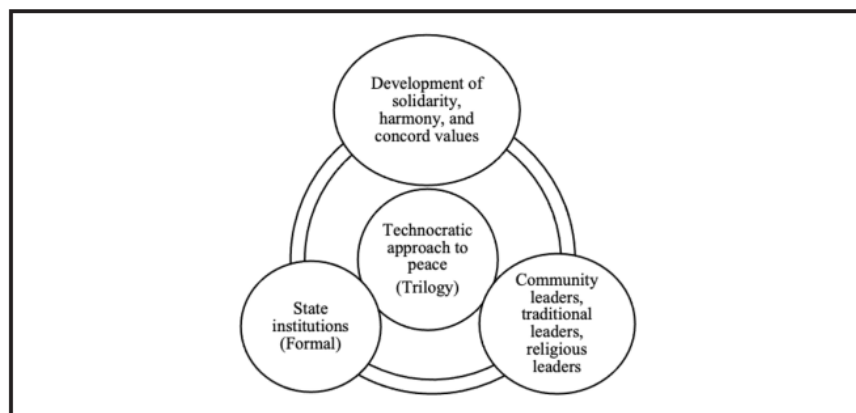 Development of
solidarity,
harmony, and
concord values
Technocratic
approach to
peace
(Trilogy)
State
institutions
(Formal)
Community
leaders,
traditional
leaders,
religious
leaders